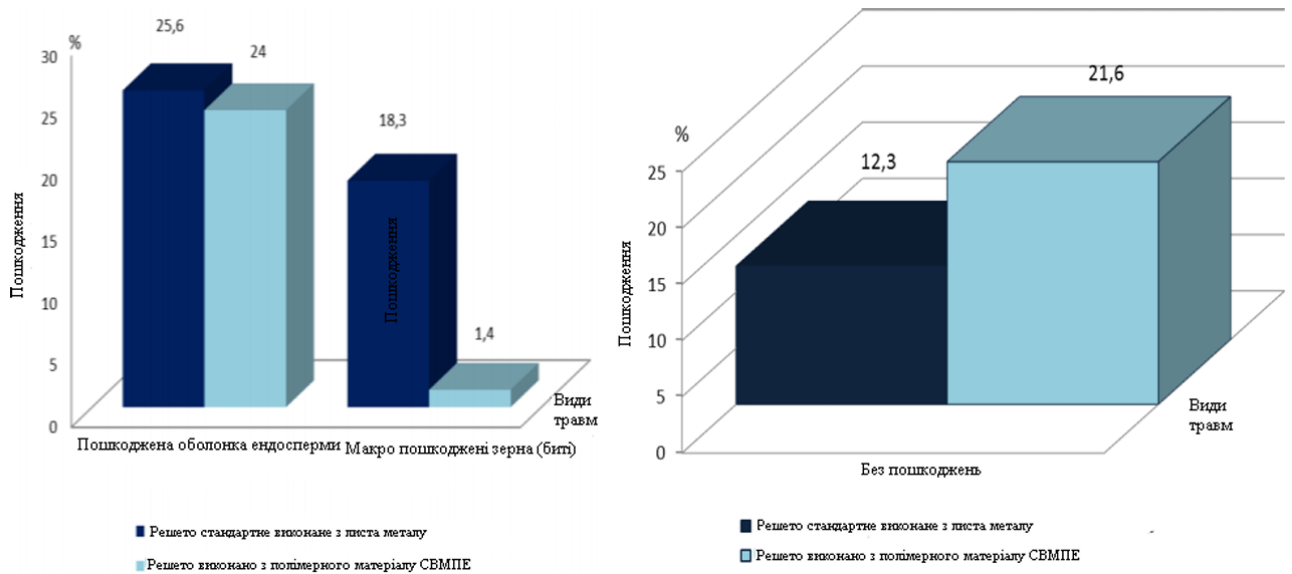 %
25,6
24
18,3
1,4
30
25
20
15
10
5
0
Пошкодження
Пошкодження
Види
травм
Пошкоджена оболонка ендосперми
Макро пошкоджені зерна (биті)
Решето стандартне виконане з листа металу
Решето виконано з полімерного матеріалу СВМПЕ
%
12,3
21,6
25
20
15
10
5
0
Пошкодження
Види
травм
Без пошкоджень
Решето стандартне виконане з листа металу
Решето виконано з полімерного матеріалу СВМПЕ